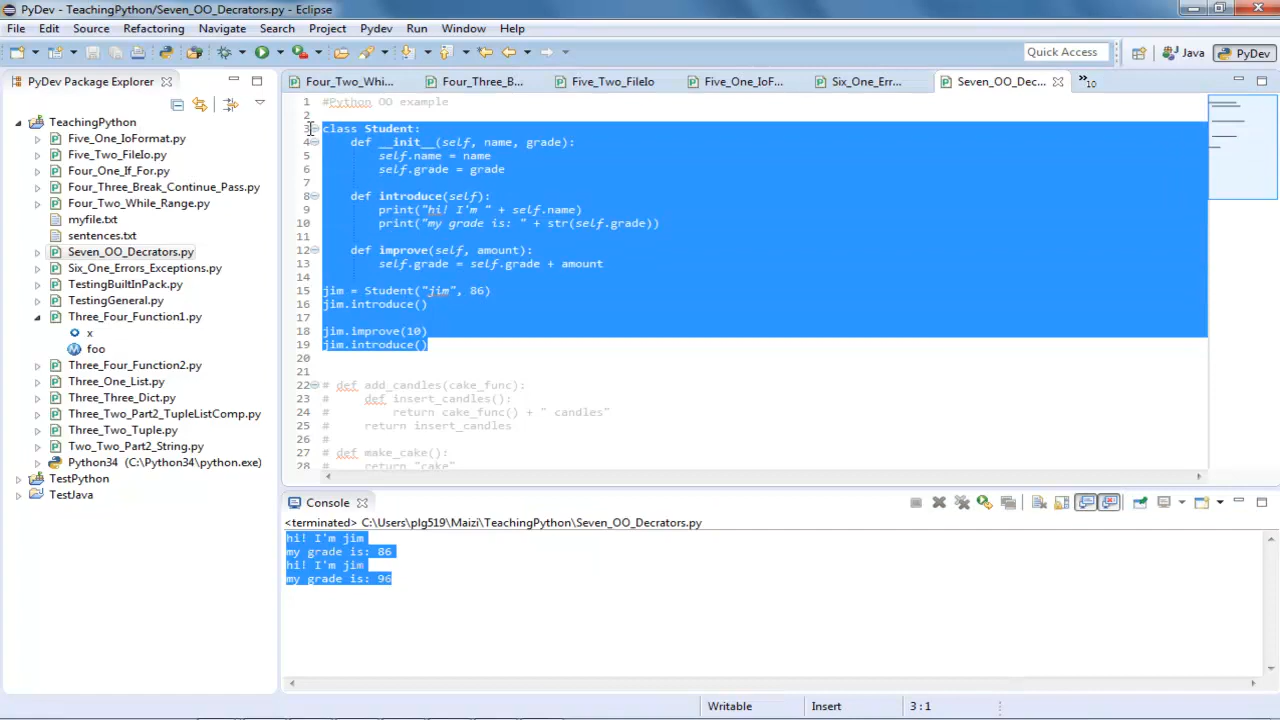 PyDev - TeachingPython/Seven_OO_Decrators.py - Eclipse
File Edit Source Refactoring Navigate Search Project Pydev Run Window Help
Quick Access Java PyDev
PyDev Package Explorer
Four_Two_Whi... Four_Three_B... Five_Two_FileIo Five_One_IoF... Six_One_Err... Seven_OO_Dec... »10
TeachingPython
Five_One_IoFormat.py
Five_Two_FileIo.py
Four_One_If_For.py
Four_Three_Break_Continue_Pass.py
Four_Two_While_Range.py
myfile.txt
sentences.txt
Seven_OO_Decrators.py
Six_One_Errors_Exceptions.py
TestingBuiltInPack.py
TestingGeneral.py
Three_Four_Function1.py
x
foo
Three_Four_Function2.py
Three_One_List.py
Three_Three_Dict.py
Three_Two_Part2_TupleListComp.py
Three_Two_Tuple.py
Two_Two_Part2_String.py
Python34 (C:\Python34\python.exe)
TestPython
TestJava
1 #Python OO example
2
3 class Student:
4 def __init__(self, name, grade):
5 self.name = name
6 self.grade = grade
7
8 def introduce(self):
9 print("hi! I'm " + self.name)
10 print("my grade is: " + str(self.grade))
11
12 def improve(self, amount):
13 self.grade = self.grade + amount
14
15 jim = Student("jim", 86)
16 jim.introduce()
17
18 jim.improve(10)
19 jim.introduce()
20
21
22 # def add_candles(cake_func):
23 # def insert_candles():
24 # return cake_func() + " candles"
25 # return insert_candles
26 #
27 # def make_cake():
28 # return "cake"
Console
<terminated> C:\Users\plg519\Maizi\TeachingPython\Seven_OO_Decrators.py
hi! I'm jim
my grade is: 86
hi! I'm jim
my grade is: 96
Writable Insert 3 : 1